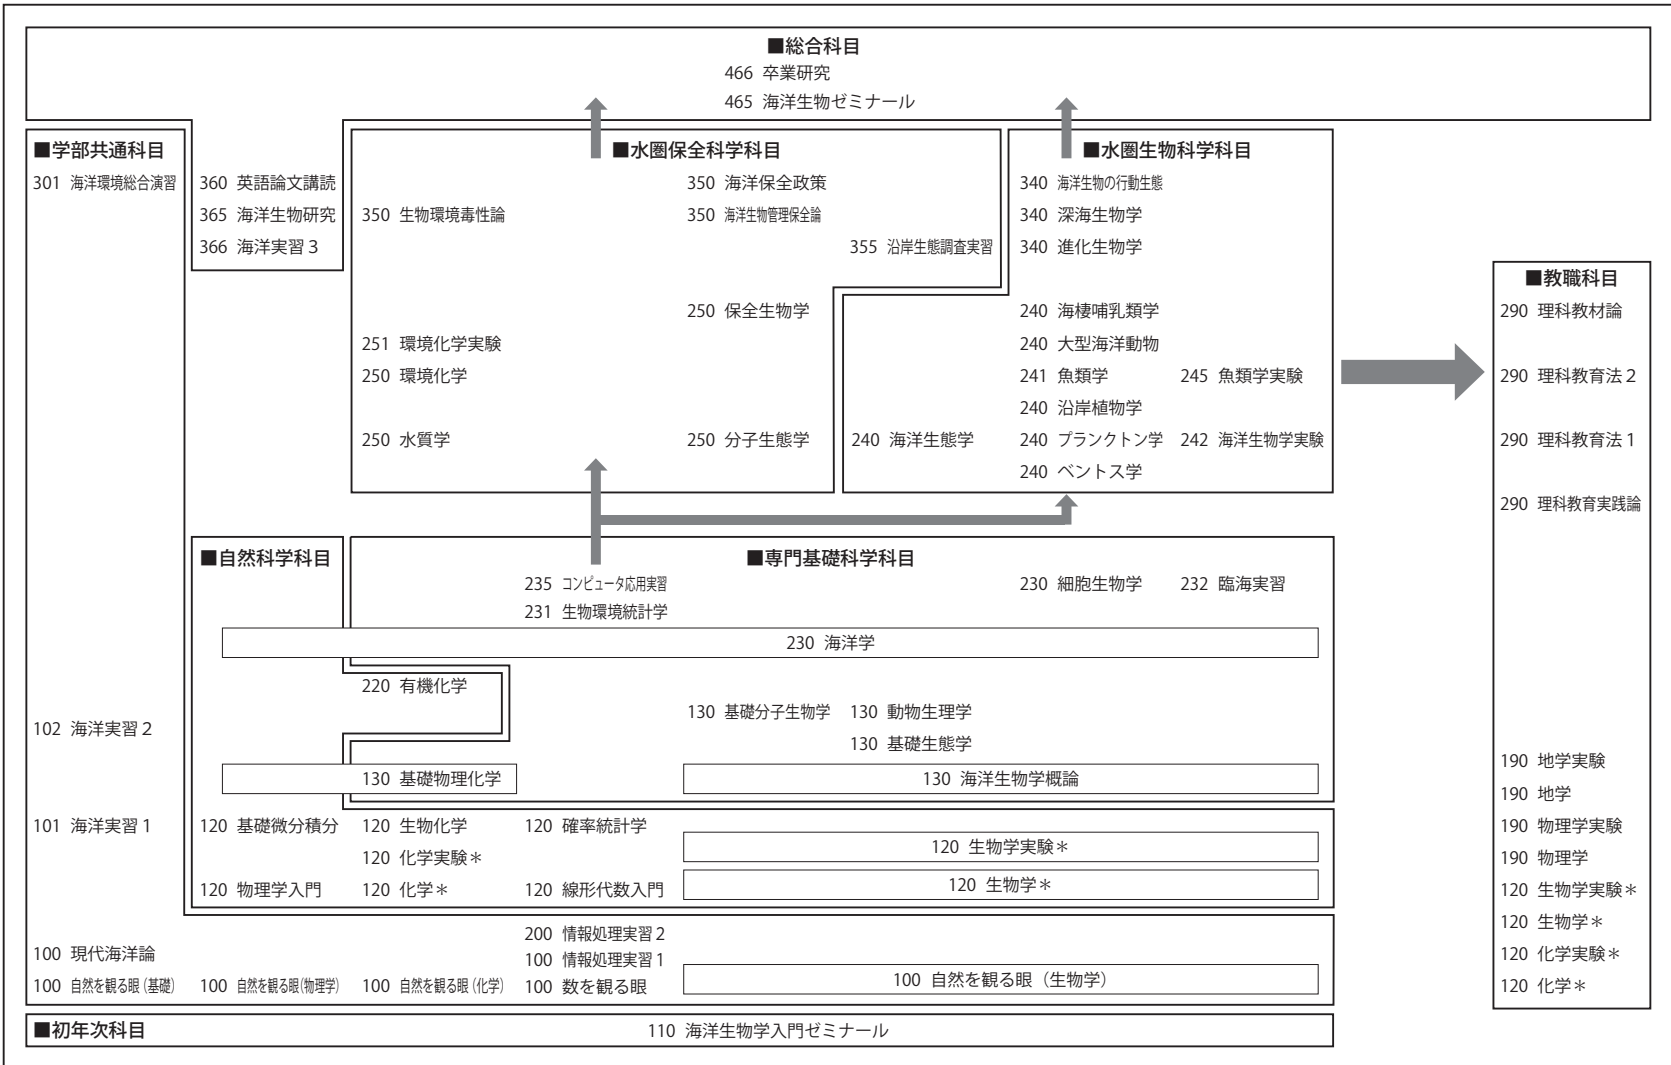 ■総合科目
466 卒業研究
465 海洋生物ゼミナール
■学部共通科目
301 海洋環境総合演習
360 英語論文講読
365 海洋生物研究
366 海洋実習3
■水圏保全科学科目
350 海洋保全政策
350 生物環境毒性論
350 海洋生物管理保全論
355 沿岸生態調査実習
250 保全生物学
251 環境化学実験
250 環境化学
250 水質学
250 分子生態学
■水圏生物科学科目
340 海洋生物の行動生態
340 深海生物学
340 進化生物学
240 海棲哺乳類学
240 大型海洋動物
241 魚類学
245 魚類学実験
240 沿岸植物学
240 海洋生態学
240 プランクトン学
242 海洋生物学実験
240 ベントス学
■教職科目
290 理科教材論
290 理科教育法2
290 理科教育法1
290 理科教育実践論
190 地学実験
190 地学
190 物理学実験
190 物理学
120 生物学実験＊
120 生物学＊
120 化学実験＊
120 化学＊
■自然科学科目
■専門基礎科学科目
235 コンピュータ応用実習
230 細胞生物学
232 臨海実習
231 生物環境統計学
230 海洋学
220 有機化学
130 基礎分子生物学
130 動物生理学
102 海洋実習2
130 基礎生態学
130 基礎物理化学
130 海洋生物学概論
101 海洋実習1
120 基礎微分積分
120 生物化学
120 確率統計学
120 生物学実験＊
120 化学実験＊
120 物理学入門
120 化学＊
120 線形代数入門
120 生物学＊
200 情報処理実習2
100 現代海洋論
100 情報処理実習1
100 自然を観る眼（基礎）
100 自然を観る眼（物理学）
100 自然を観る眼（化学）
100 数を観る眼
100 自然を観る眼（生物学）
■初年次科目
110 海洋生物学入門ゼミナール